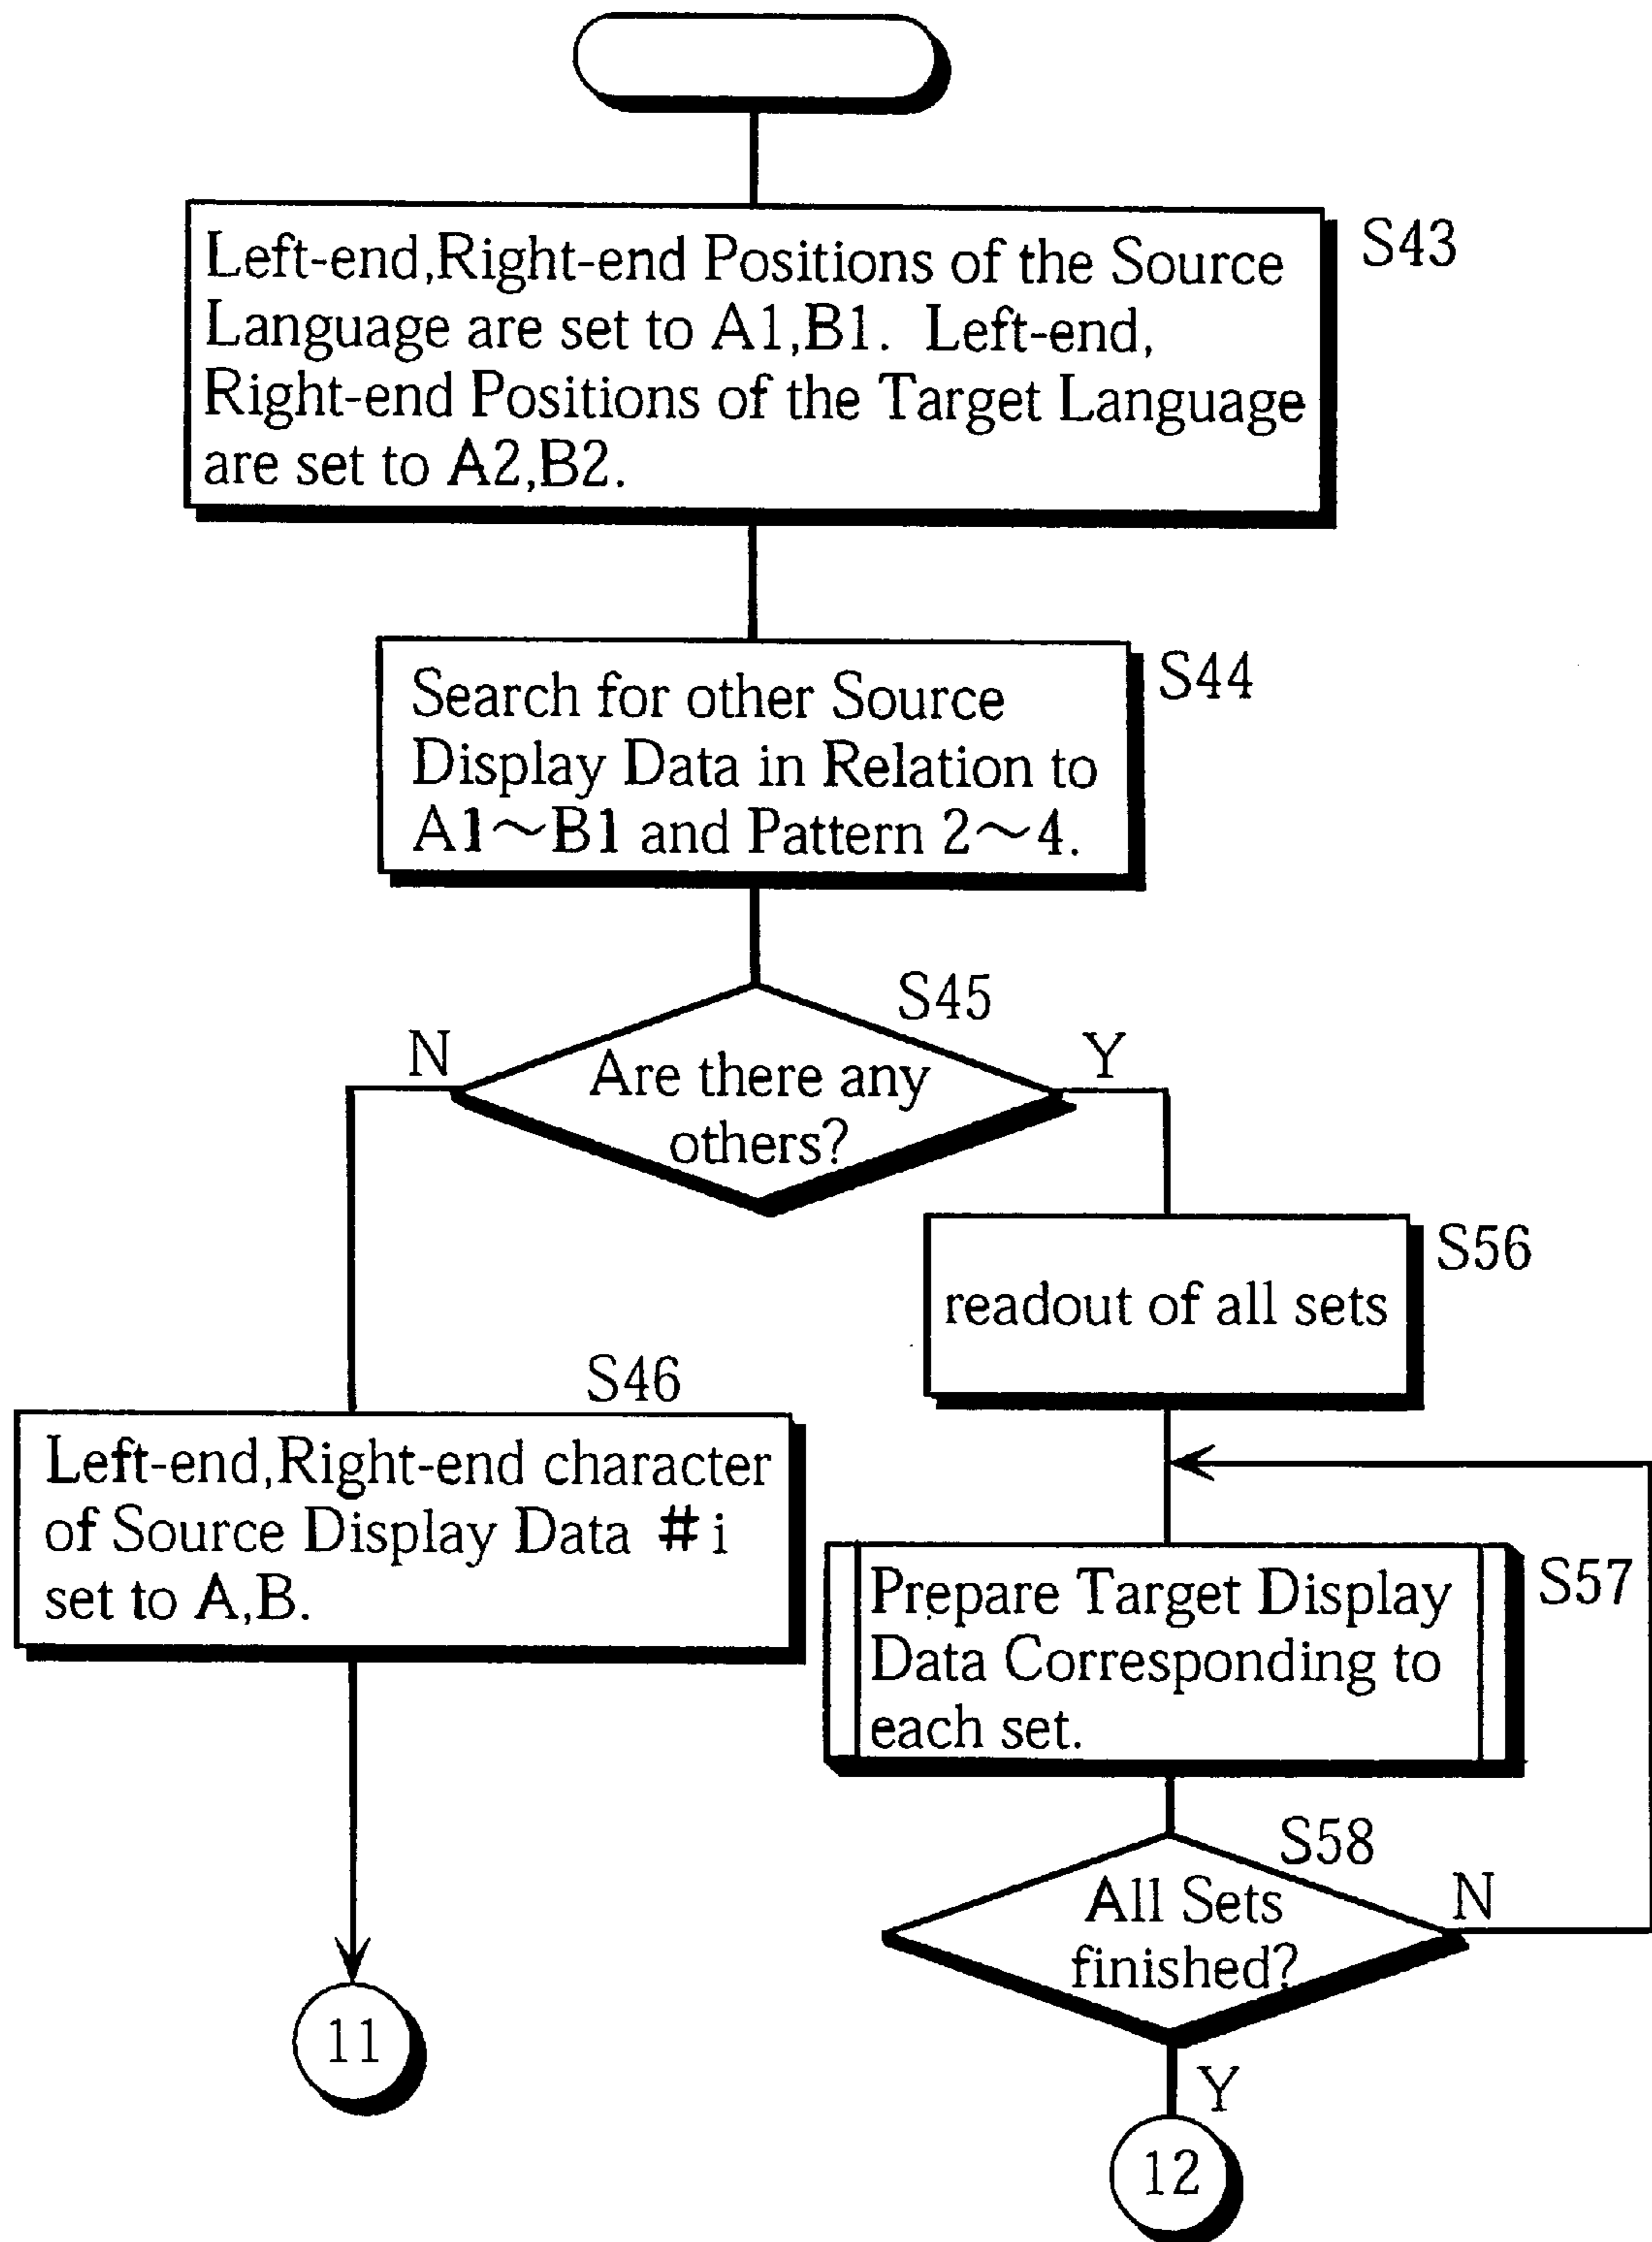 S43
Left-end,Right-end Positions of the Source
Language are set to A1,B1. Left-end,
Right-end Positions of the Target Language
are set to A2,B2.
S44
Search for other Source
Display Data in Relation to
A1～B1 and Pattern 2～4.
S45
N
Y
Are there any
others?
S56
readout of all sets
S46
Left-end,Right-end character
of Source Display Data #i
set to A,B.
S57
Prepare Target Display
Data Corresponding to
each set.
S58
All Sets
finished?
N
11
Y
12